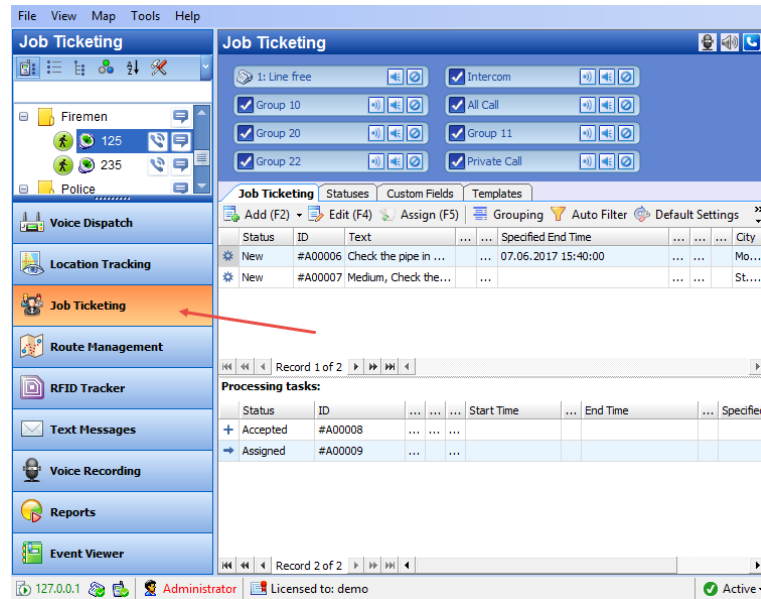 File View Map Tools Help
Job Ticketing
Firemen
125
235
Police
Voice Dispatch
Location Tracking
Job Ticketing
Route Management
RFID Tracker
Text Messages
Voice Recording
Reports
Event Viewer
Job Ticketing
1: Line free Intercom
Group 10 All Call
Group 20 Group 11
Group 22 Private Call
Job Ticketing Statuses Custom Fields Templates
Add (F2) Edit (F4) Assign (F5) Grouping Auto Filter Default Settings
Status ID Text ... ... Specified End Time ... ... ... City
New #A00006 Check the pipe in ... ... 07.06.2017 15:40:00 ... ... Mo...
New #A00007 Medium, Check the... ... ... ... St....
Record 1 of 2
Processing tasks:
Status ID ... ... ... Start Time ... End Time ... Specified
Accepted #A00008 ... ... ...
Assigned #A00009 ... ...
Record 2 of 2
127.0.0.1 Administrator Licensed to: demo Active